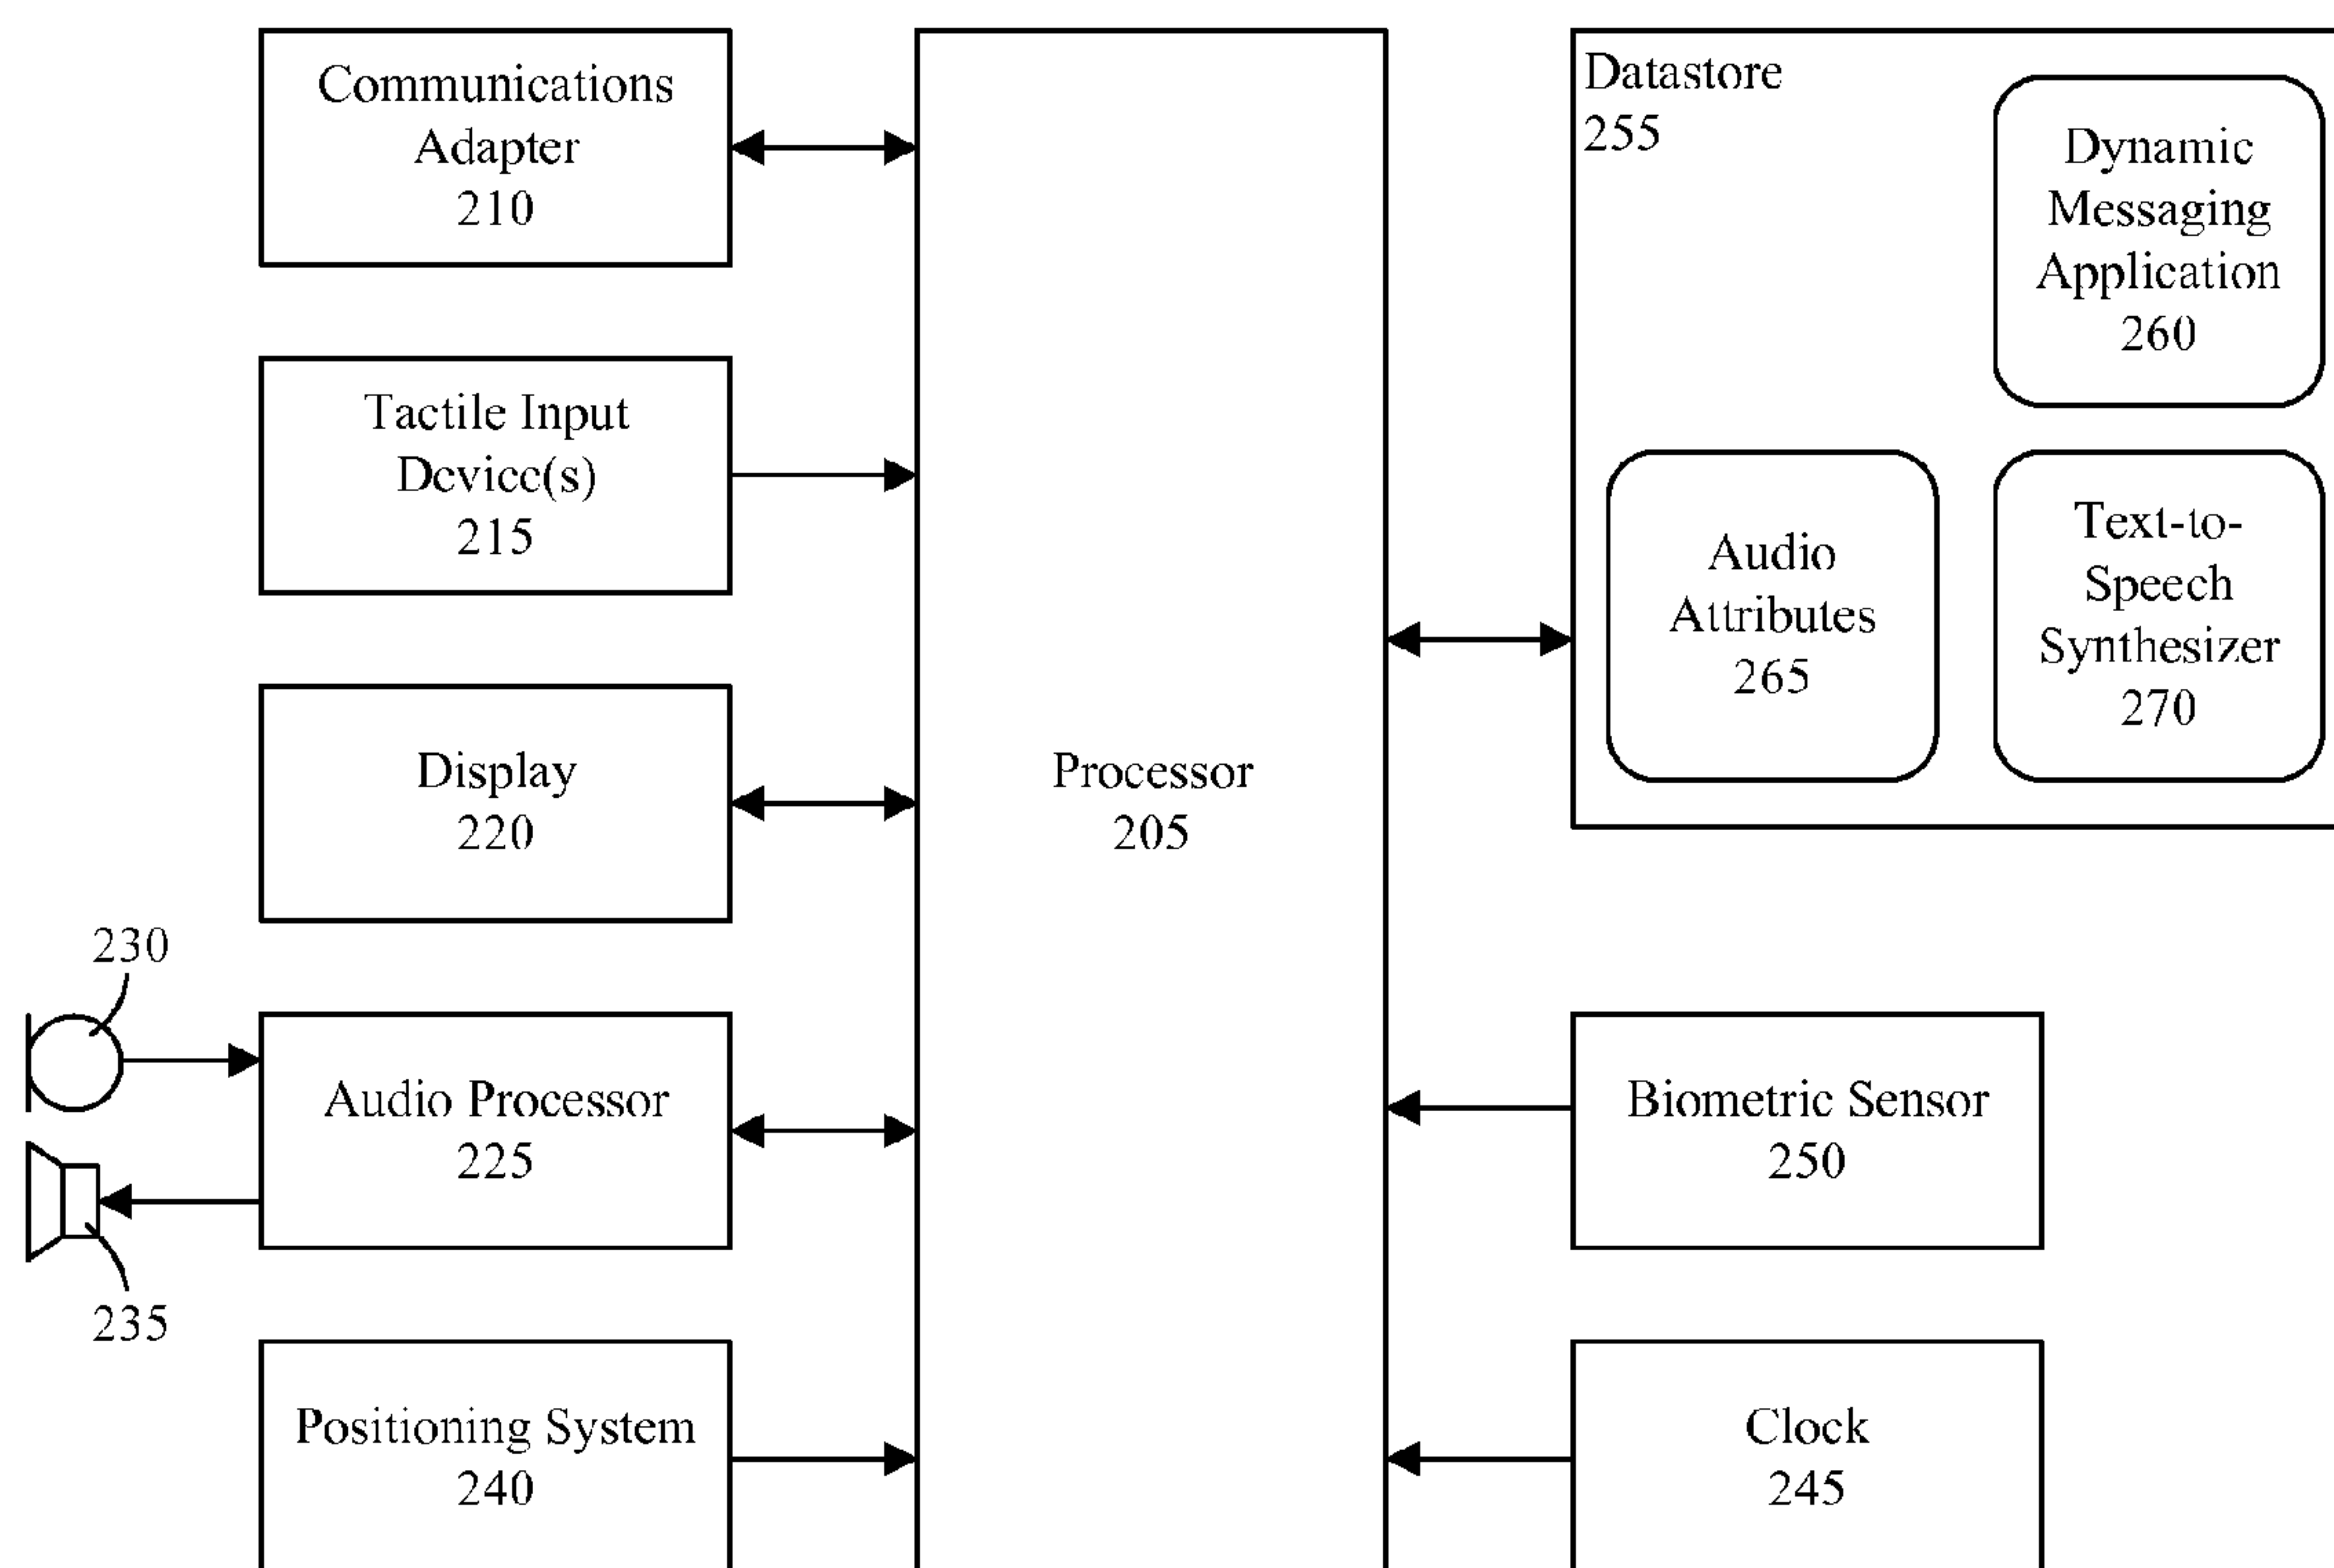 Communications
Adapter
210
Tactile Input
Device(s)
215
Display
220
230
Audio Processor
225
235
Positioning System
240
Processor
205
Datastore
255
Dynamic
Messaging
Application
260
Audio
Attributes
265
Text-to-
Speech
Synthesizer
270
Biometric Sensor
250
Clock
245